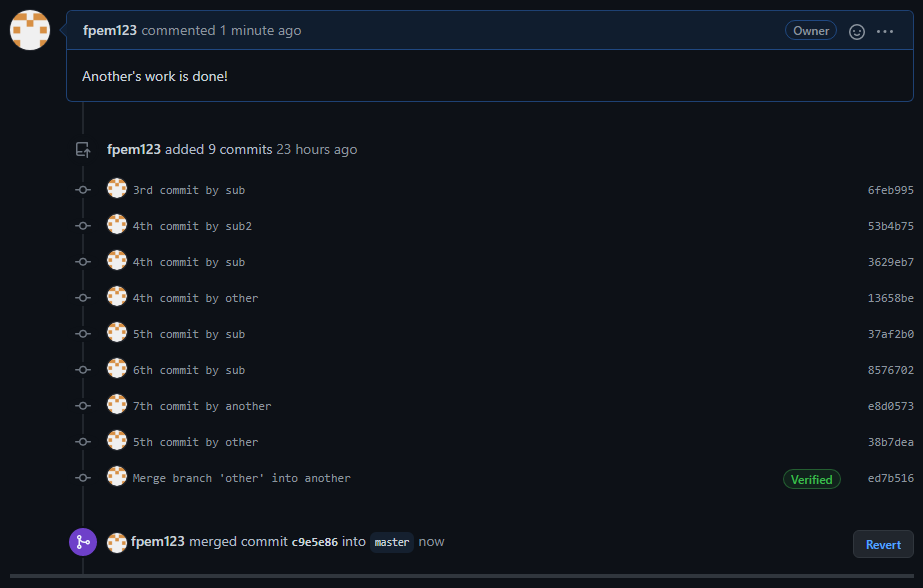 fpem123 commented 1 minute ago Owner
Another's work is done!
fpem123 added 9 commits 23 hours ago
3rd commit by sub 6feb995
4th commit by sub2 53b4b75
4th commit by sub 3629eb7
4th commit by other 13658be
5th commit by sub 37af2b0
6th commit by sub 8576702
7th commit by another e8d0573
5th commit by other 38b7dea
Merge branch 'other' into another Verified ed7b516
fpem123 merged commit c9e5e86 into master now Revert